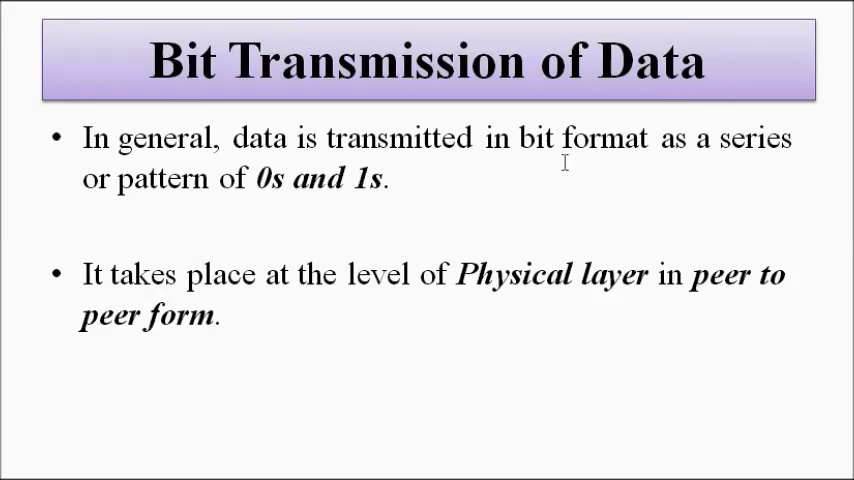 Bit Transmission of Data
• In general, data is transmitted in bit format as a series
or pattern of 0s and 1s.
• It takes place at the level of Physical layer in peer to
peer form.